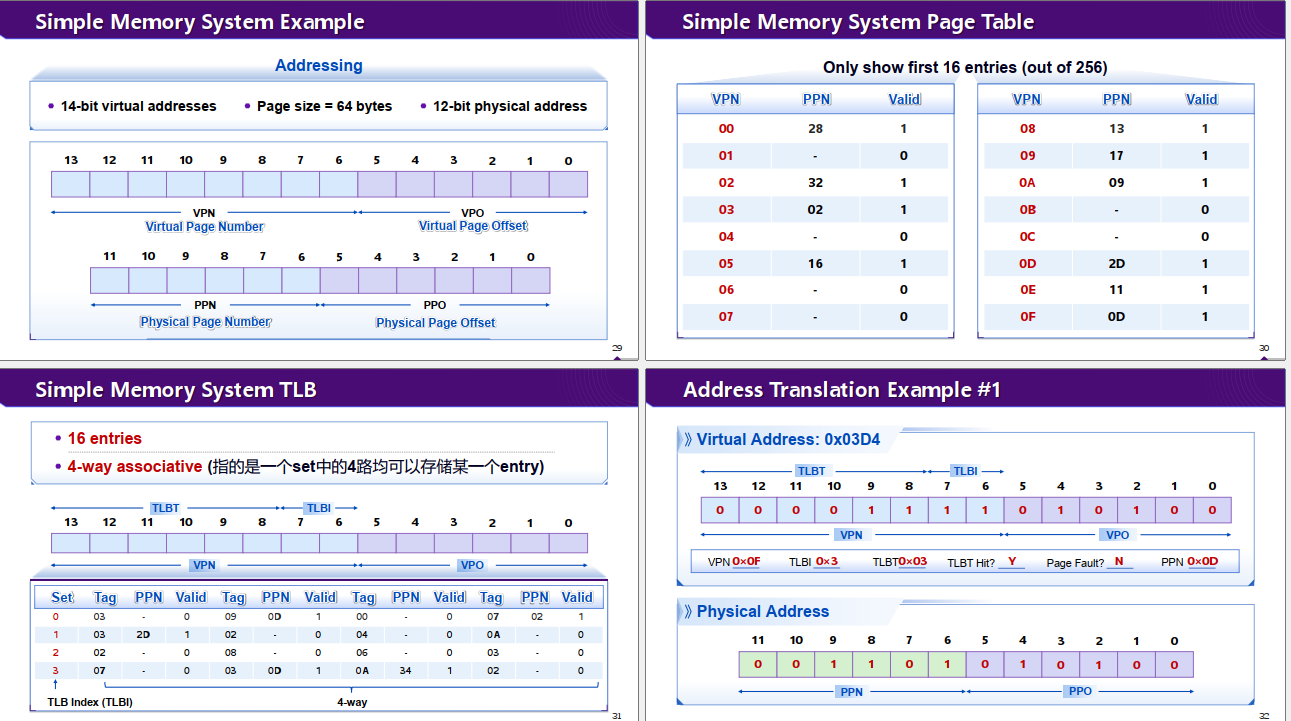 Simple Memory System Example
Addressing
• 14-bit virtual addresses • Page size = 64 bytes • 12-bit physical address
13 12 11 10 9 8 7 6 5 4 3 2 1 0
VPN VPO
Virtual Page Number Virtual Page Offset
11 10 9 8 7 6 5 4 3 2 1 0
PPN PPO
Physical Page Number Physical Page Offset
29
Simple Memory System Page Table
Only show first 16 entries (out of 256)
VPN PPN Valid VPN PPN Valid
00 28 1 08 13 1
01 - 0 09 17 1
02 32 1 0A 09 1
03 02 1 0B - 0
04 - 0 0C - 0
05 16 1 0D 2D 1
06 - 0 0E 11 1
07 - 0 0F 0D 1
30
Simple Memory System TLB
• 16 entries
• 4-way associative (指的是一个set中的4路均可以存储某一个entry)
TLBT TLBI
13 12 11 10 9 8 7 6 5 4 3 2 1 0
VPN VPO
Set Tag PPN Valid Tag PPN Valid Tag PPN Valid Tag PPN Valid
0 03 - 0 09 0D 1 00 - 0 07 02 1
1 03 2D 1 02 - 0 04 - 0 0A - 0
2 02 - 0 08 - 0 06 - 0 03 - 0
3 07 - 0 03 0D 1 0A 34 1 02 - 0
TLB Index (TLBI) 4-way
31
Address Translation Example #1
》 Virtual Address: 0x03D4
TLBT TLBI
13 12 11 10 9 8 7 6 5 4 3 2 1 0
0 0 0 0 1 1 1 1 0 1 0 1 0 0
VPN VPO
VPN 0×0F TLBI 0×3 TLBT 0×03 TLBT Hit? Y Page Fault? N PPN 0×0D
》 Physical Address
11 10 9 8 7 6 5 4 3 2 1 0
0 0 1 1 0 1 0 1 0 1 0 0
PPN PPO
32